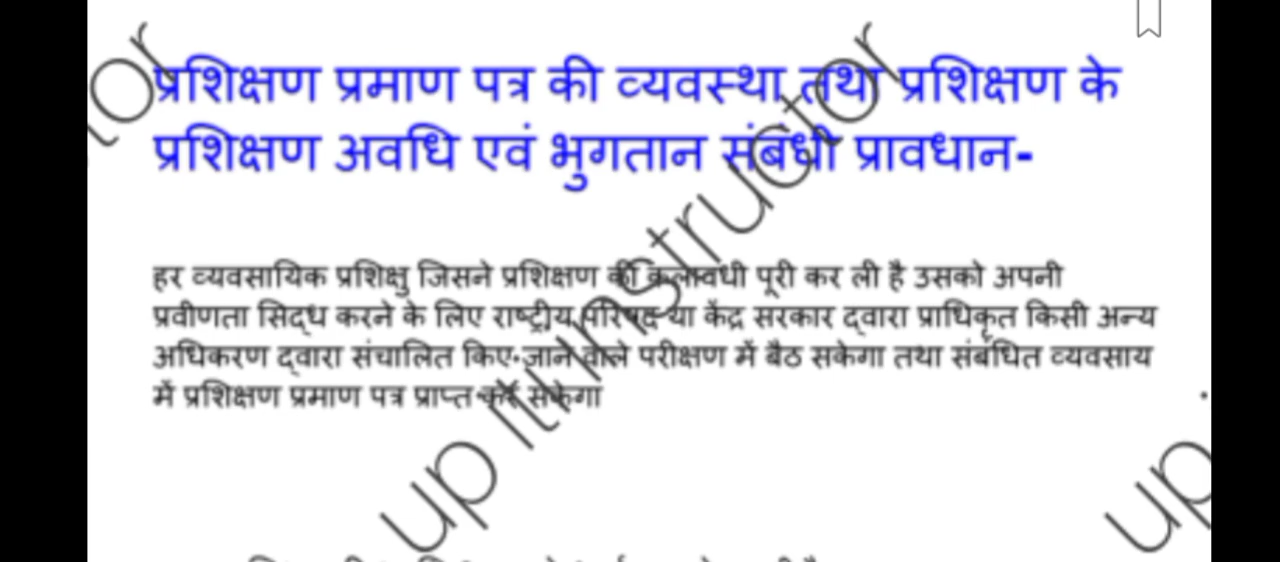 प्रशिक्षण प्रमाण पत्र की व्यवस्था तथा प्रशिक्षण के
प्रशिक्षण अवधि एवं भुगतान संबंधी प्रावधान-
हर व्यवसायिक प्रशिक्षु जिसने प्रशिक्षण की कलावधी पूरी कर ली है उसको अपनी
प्रवीणता सिद्ध करने के लिए राष्ट्रीय परिषद या केंद्र सरकार द्वारा प्राधिकृत किसी अन्य
अधिकरण द्वारा संचालित किए जाने वाले परीक्षण में बैठ सकेगा तथा संबंधित व्यवसाय
में प्रशिक्षण प्रमाण पत्र प्राप्त कर सकेगा
up iti instructor
tor
up